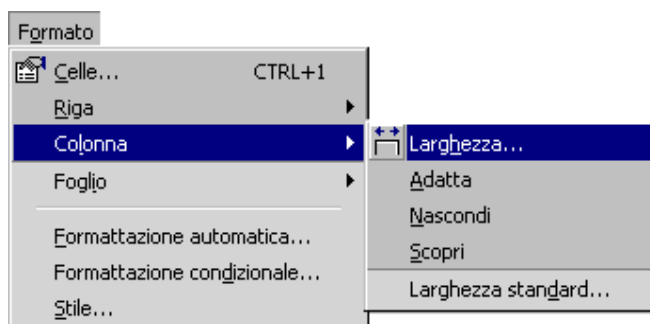 Formato
Celle... CTRL+1
Riga
Colonna
Foglio
Formattazione automatica...
Formattazione condizionale...
Stile...
Larghezza...
Adatta
Nascondi
Scopri
Larghezza standard...